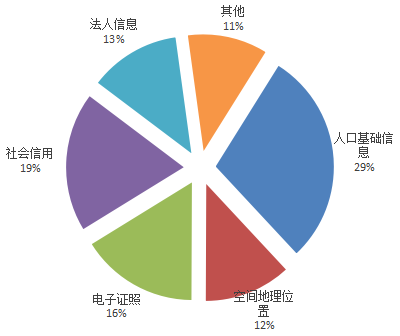 其他
11%
人口基础信
息
29%
空间地理位
置
12%
电子证照
16%
社会信用
19%
法人信息
13%